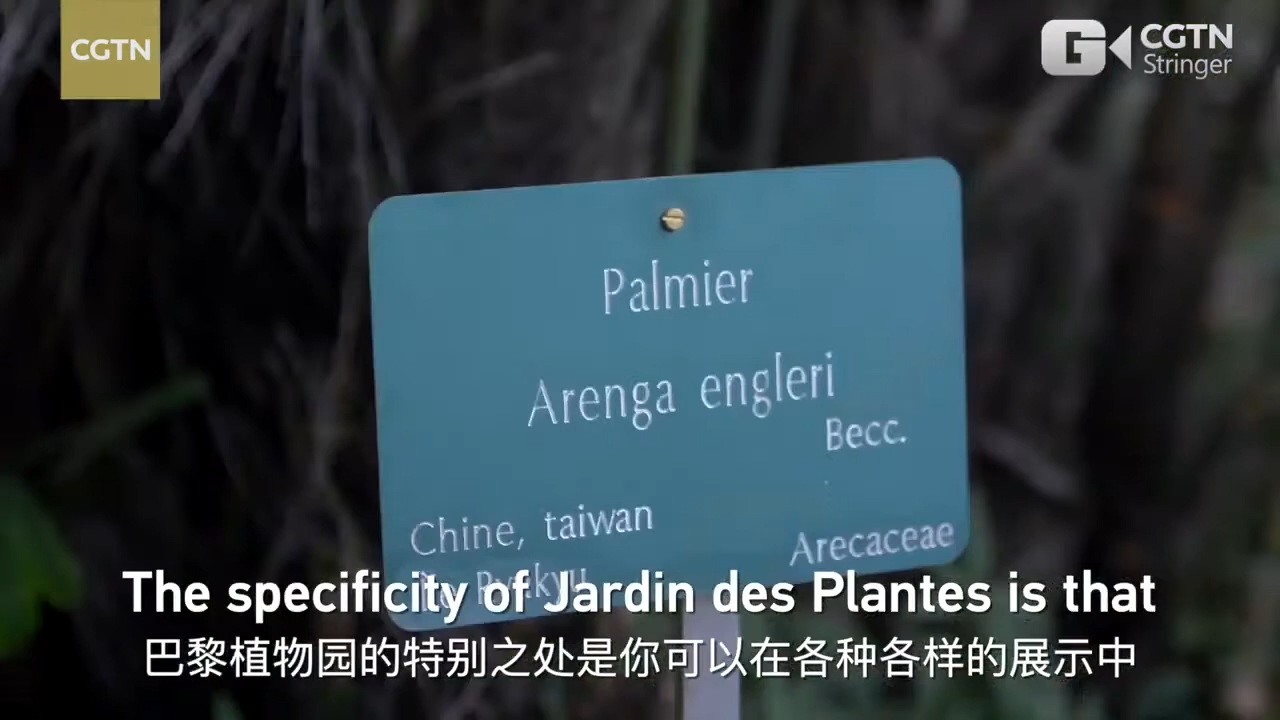 CGTN
CGTN
Stringer
Palmier
Arenga engleri
Becc.
Chine, taiwan
Arecaceae
The specificity of Jardin des Plantes is that
巴黎植物园的特别之处是你可以在各种各样的展示中